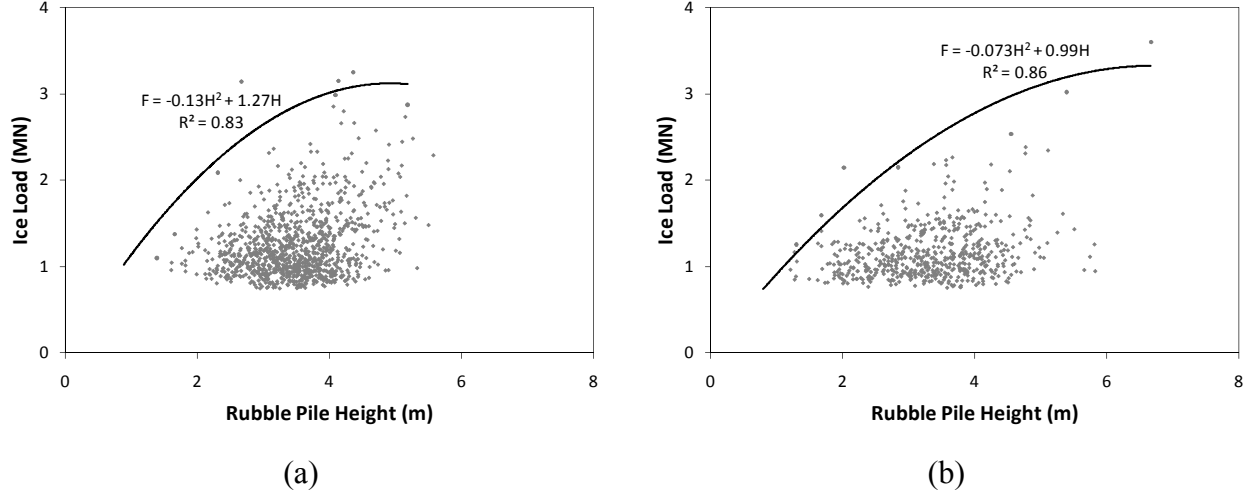 4
3
2
1
0
Ice Load (MN)
F = -0.13H² + 1.27H
R² = 0.83
0 2 4 6 8
Rubble Pile Height (m)
(a)
4
3
2
1
0
Ice Load (MN)
F = -0.073H² + 0.99H
R² = 0.86
0 2 4 6 8
Rubble Pile Height (m)
(b)